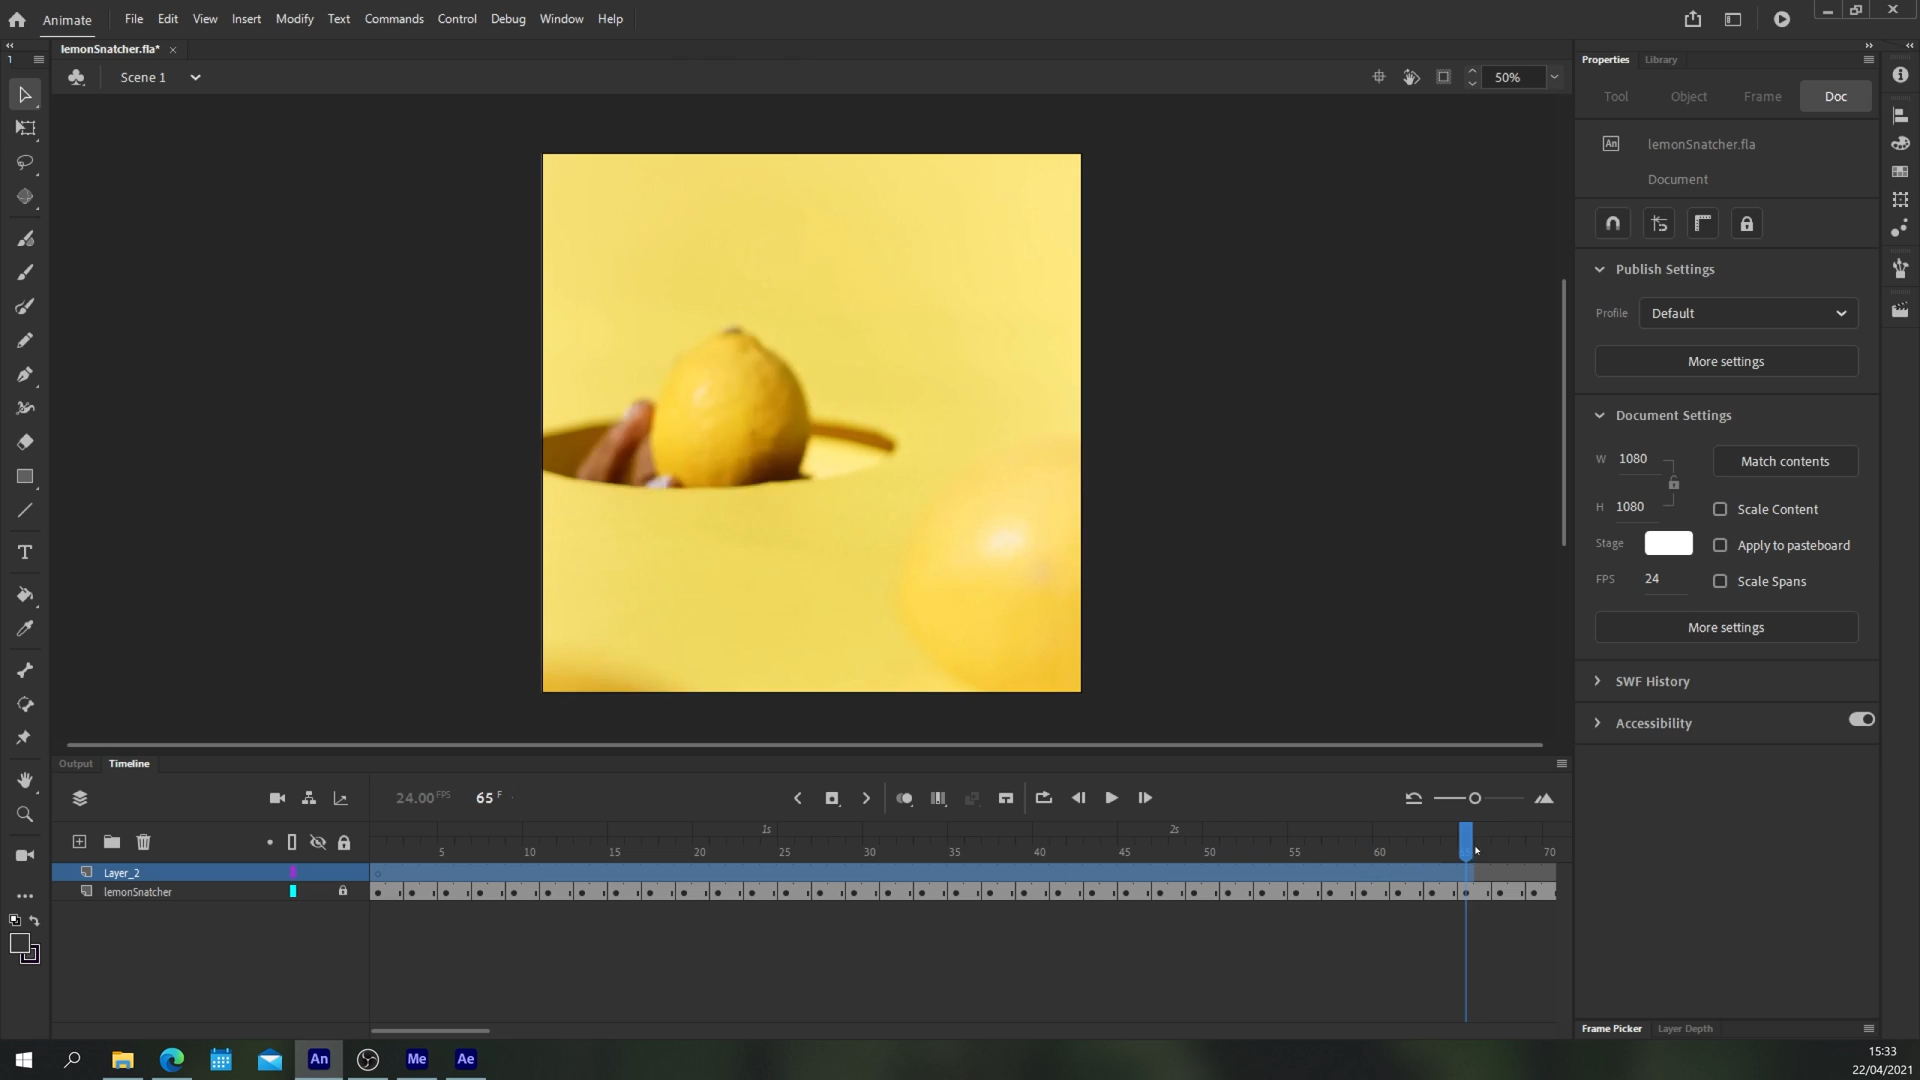 Animate File Edit View Insert Modify Text Commands Control Debug Window Help
lemonSnatcher.fla*
1
Scene 1
50%
Properties Library
Tool Object Frame Doc
An lemonSnatcher.fla
Document
Publish Settings
Profile Default
More settings
Document Settings
W 1080 Match contents
H 1080 Scale Content
Stage Apply to pasteboard
FPS 24 Scale Spans
More settings
SWF History
Accessibility
Output Timeline
24.00 FPS 65 F
1s 2s
5 10 15 20 25 30 35 40 45 50 55 60 65 70
Layer_2
lemonSnatcher
T
Frame Picker Layer Depth
An Me Ae
15:33
22/04/2021